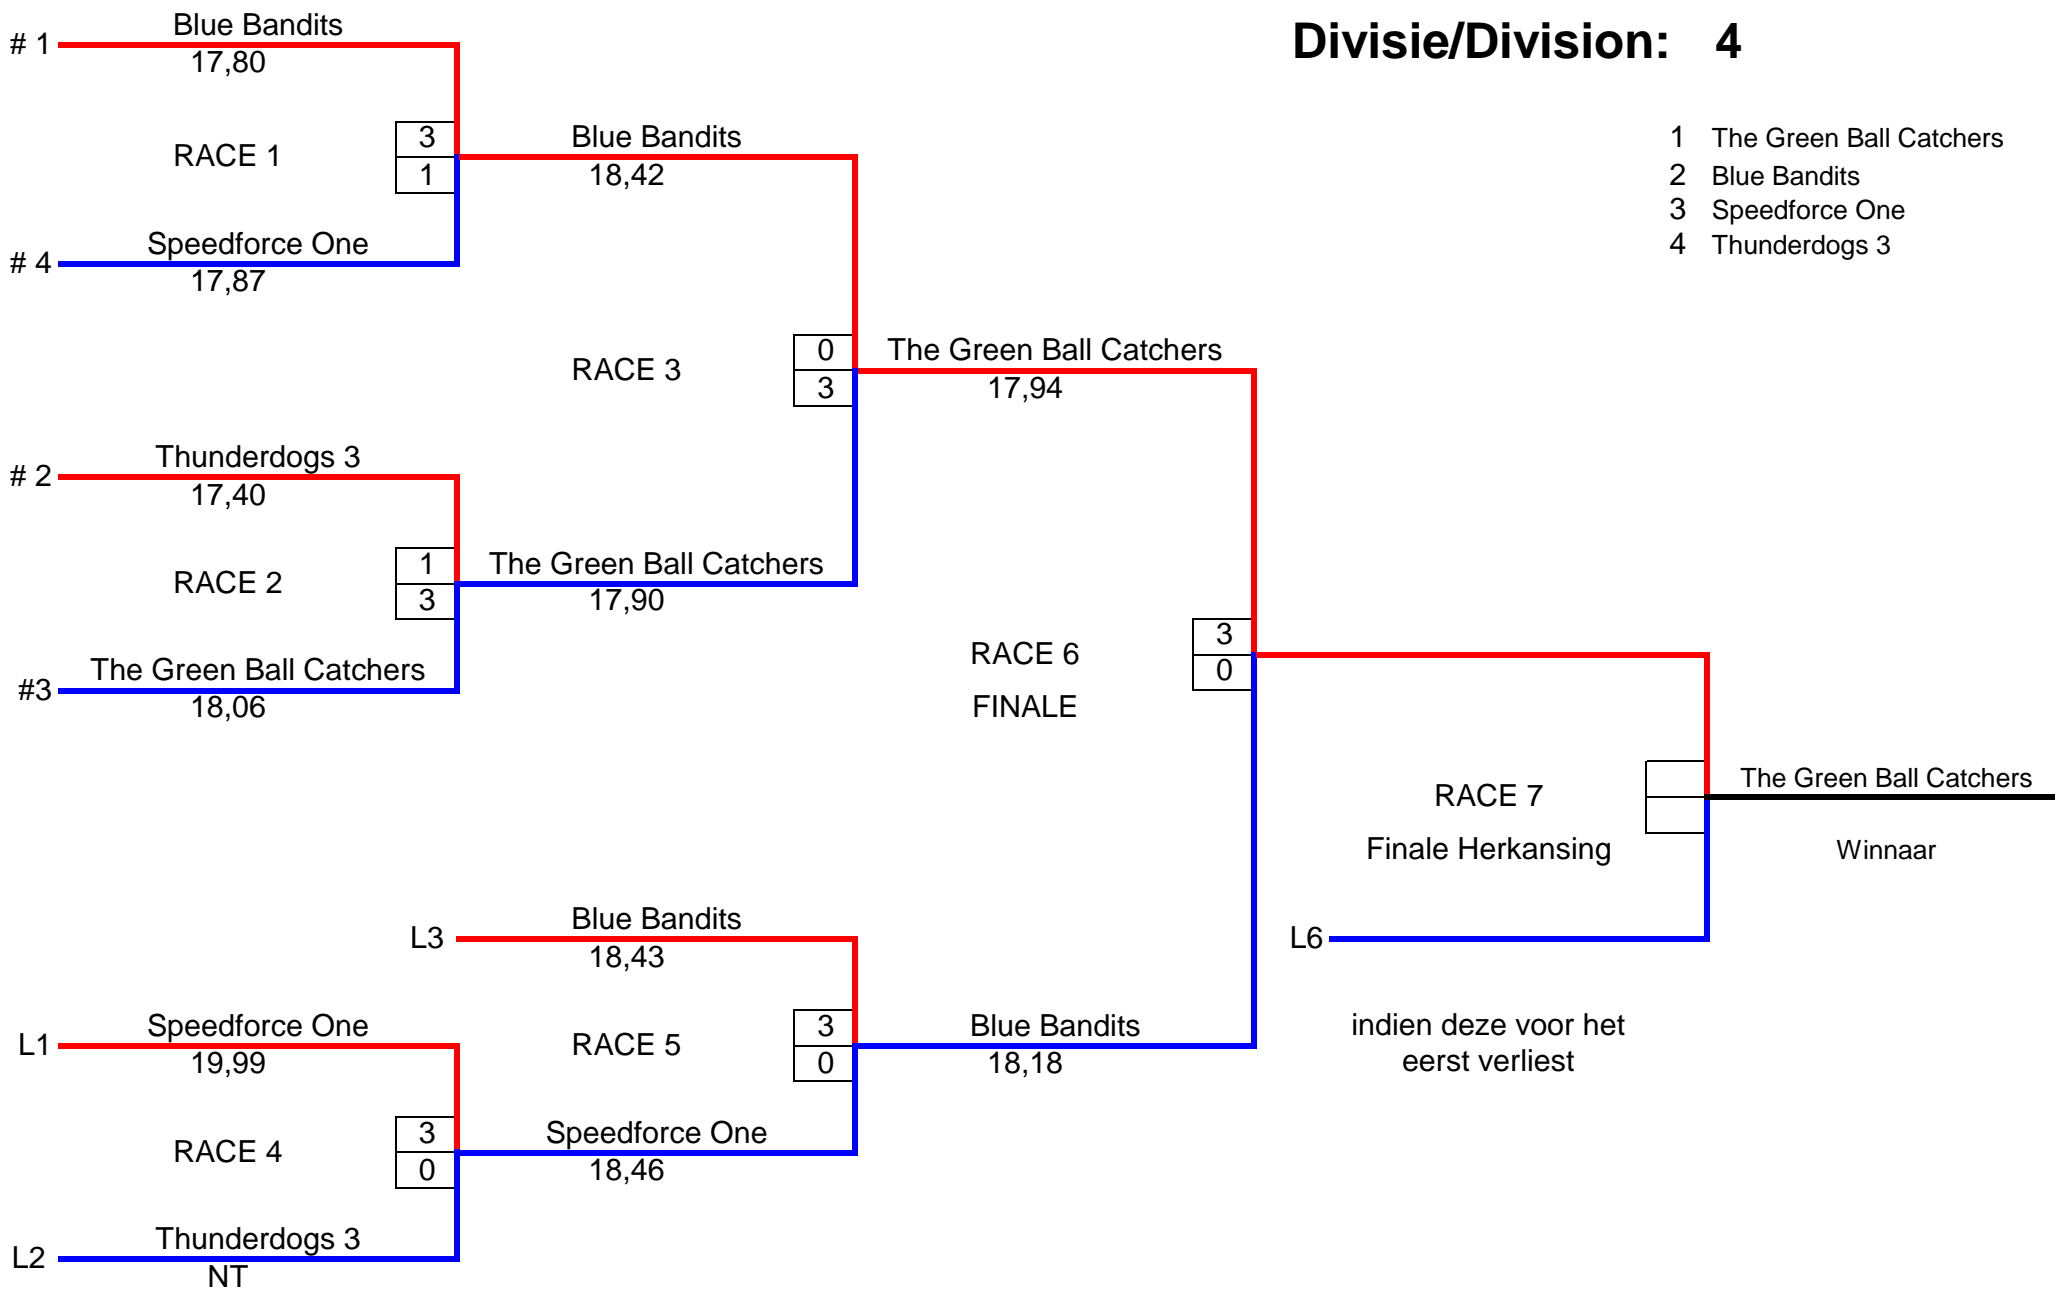 Divisie/Division: 4
1 The Green Ball Catchers
2 Blue Bandits
3 Speedforce One
4 Thunderdogs 3
# 1
Blue Bandits
17,80
RACE 1
3
1
# 4
Speedforce One
17,87
Blue Bandits
18,42
RACE 3
0
3
# 2
Thunderdogs 3
17,40
RACE 2
1
3
#3
The Green Ball Catchers
18,06
The Green Ball Catchers
17,90
The Green Ball Catchers
17,94
RACE 6
FINALE
3
0
RACE 7
Finale Herkansing
The Green Ball Catchers
Winnaar
L6
indien deze voor het
eerst verliest
L3
Blue Bandits
18,43
RACE 5
3
0
Blue Bandits
18,18
L1
Speedforce One
19,99
RACE 4
3
0
Speedforce One
18,46
L2
Thunderdogs 3
NT